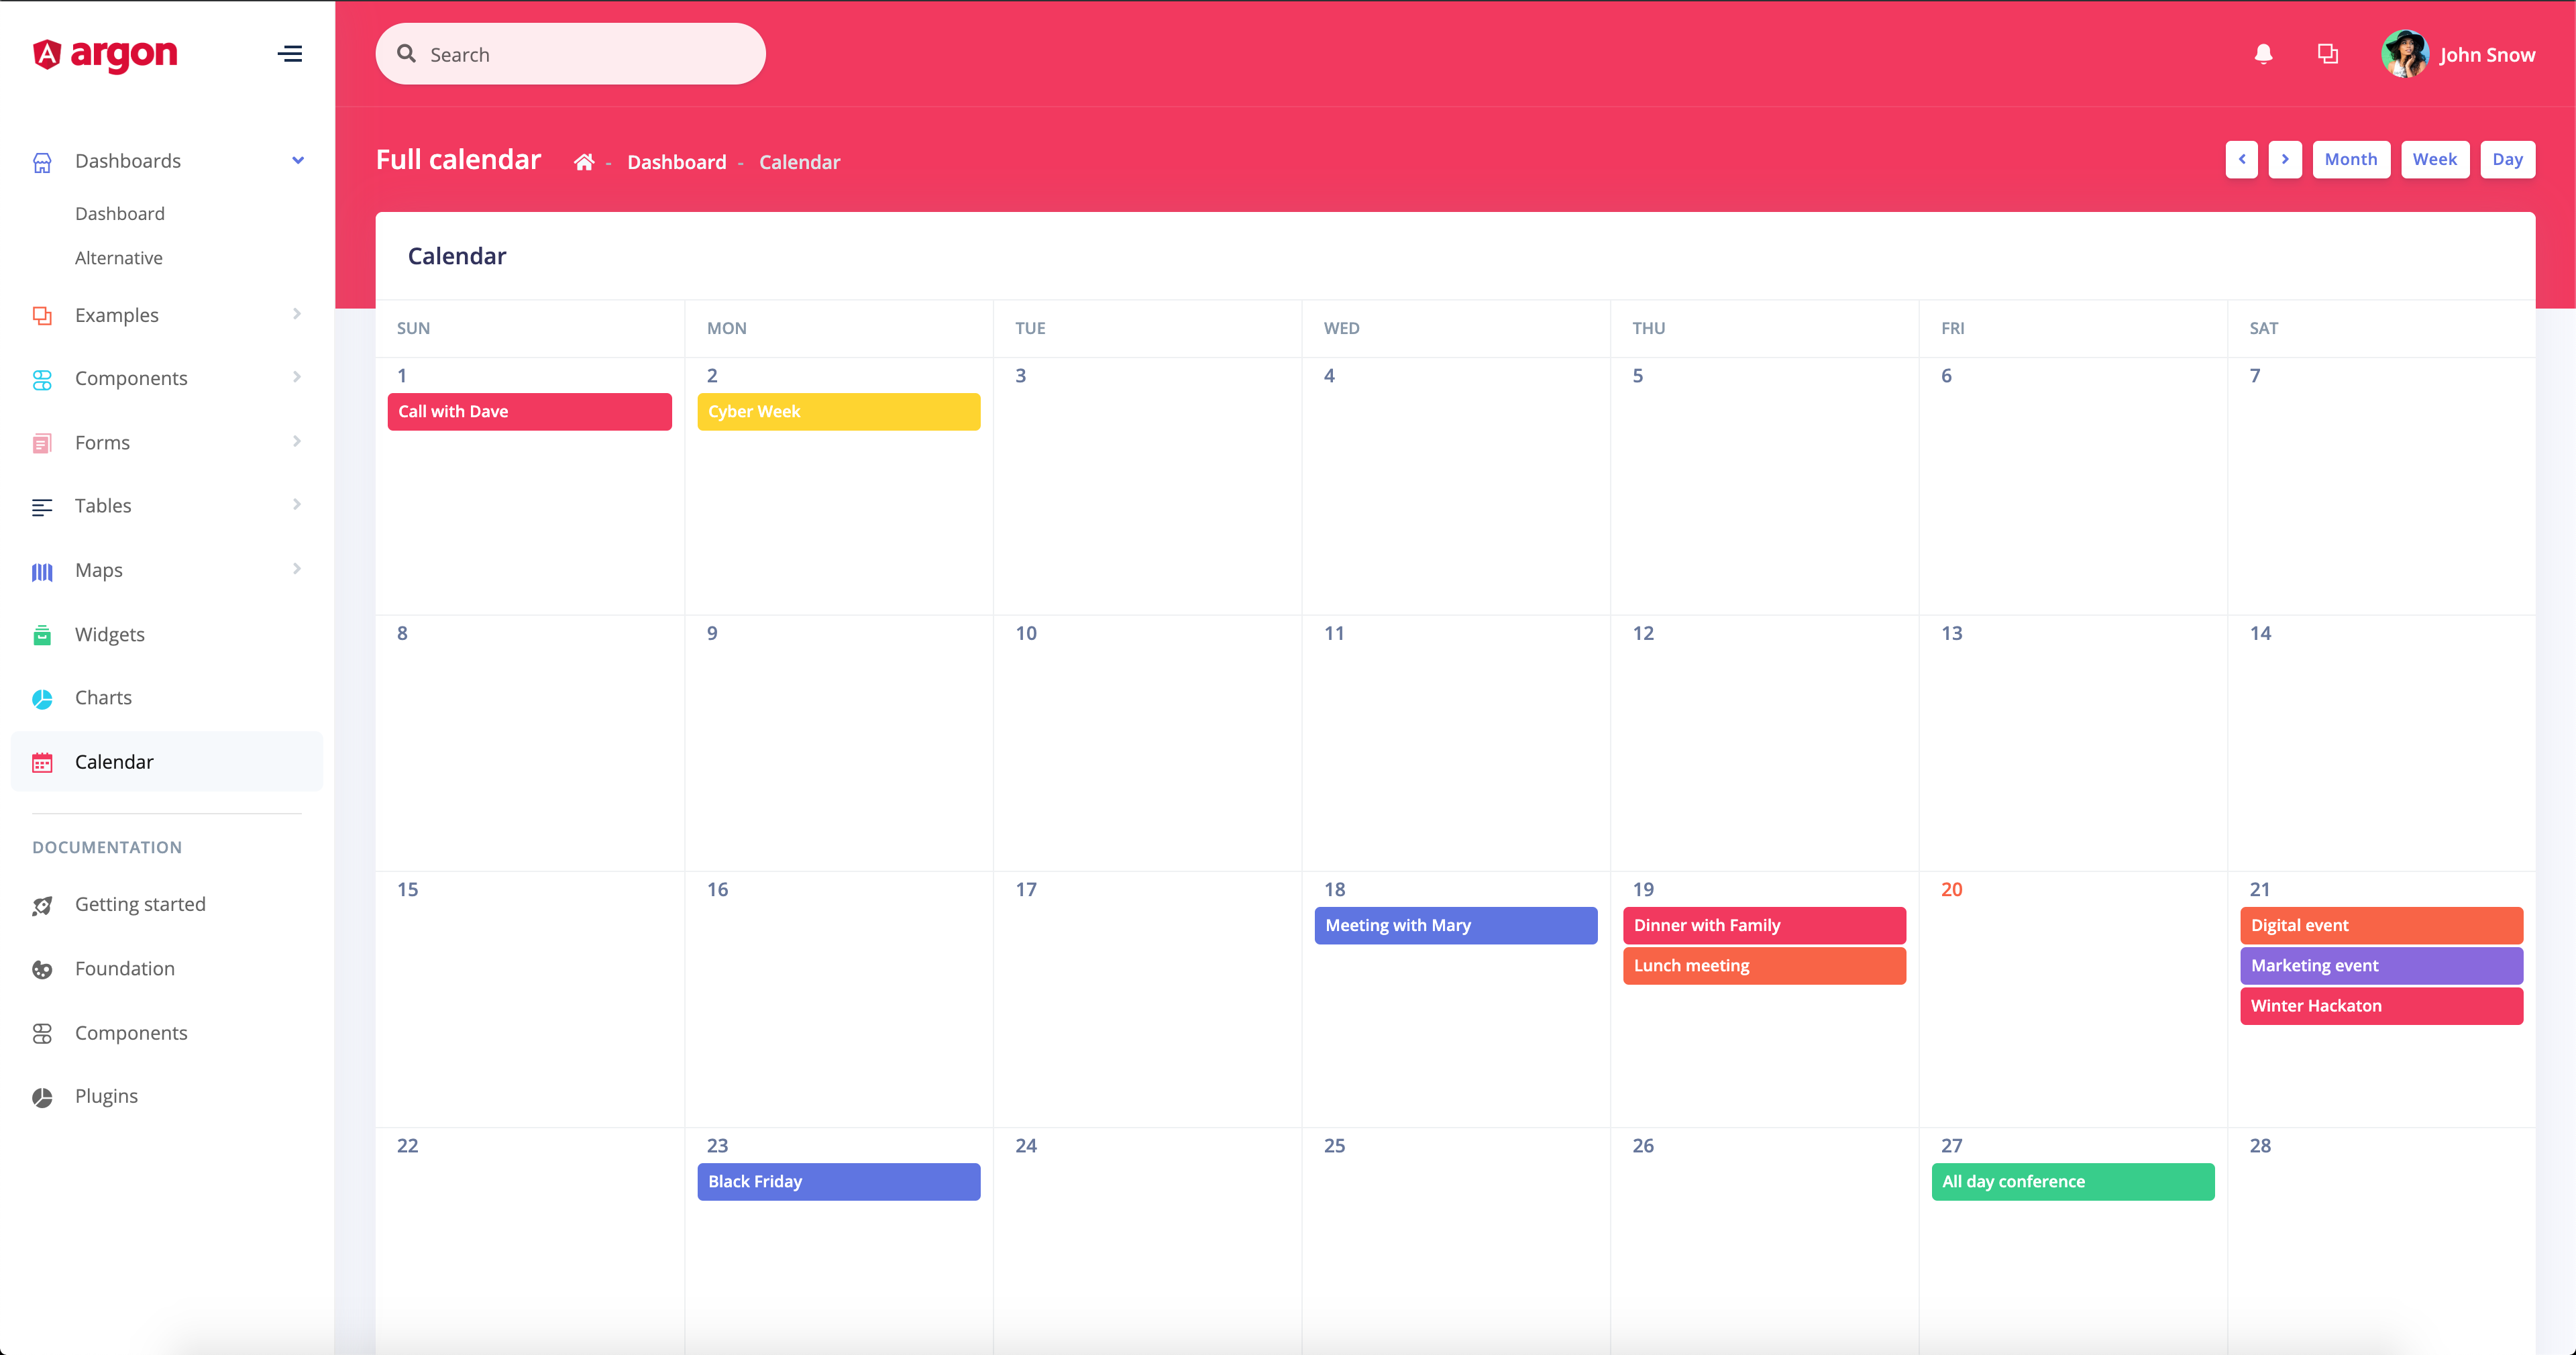 argon
Search
John Snow
Full calendar
- Dashboard - Calendar
Month
Week
Day
Dashboards
Dashboard
Alternative
Examples
Components
Forms
Tables
Maps
Widgets
Charts
Calendar
DOCUMENTATION
Getting started
Foundation
Components
Plugins
Calendar
SUN MON TUE WED THU FRI SAT
1 2 3 4 5 6 7
Call with Dave
Cyber Week
8 9 10 11 12 13 14
15 16 17 18 19 20 21
Meeting with Mary
Dinner with Family
Lunch meeting
Digital event
Marketing event
Winter Hackaton
22 23 24 25 26 27 28
Black Friday
All day conference